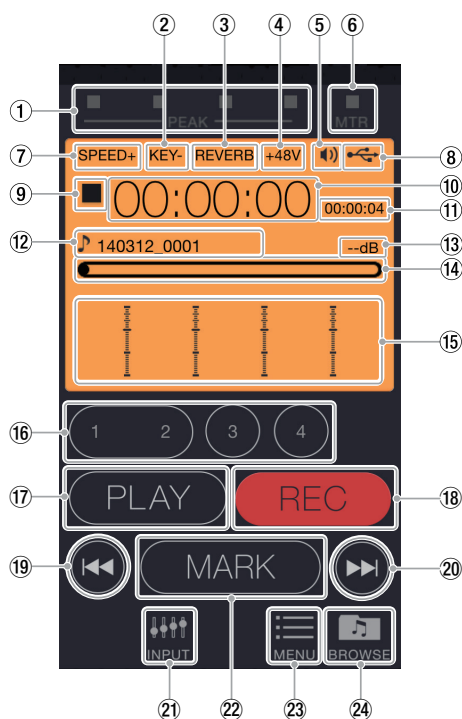 ② ③ ④ ⑤ ⑥
① PEAK MTR
⑦ SPEED+ KEY- REVERB +48V ⑧
⑨ 00:00:00 ⑩
00:00:04 ⑪
⑫ 140312_0001 --dB ⑬
⑭
⑮
⑯ 1 2 3 4
⑰ PLAY REC ⑱
⑲ MARK ⑳
INPUT MENU BROWSE
㉑ ㉒ ㉓ ㉔